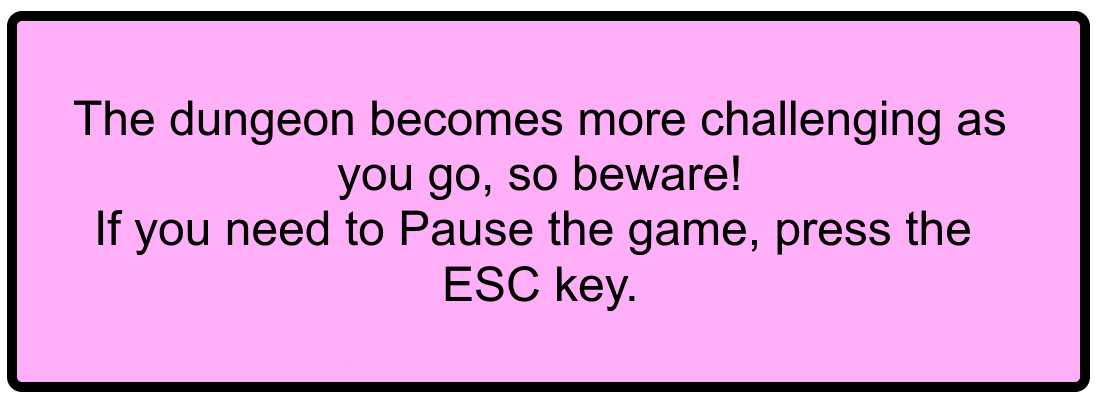 The dungeon becomes more challenging as
you go, so beware!
If you need to Pause the game, press the
ESC key.